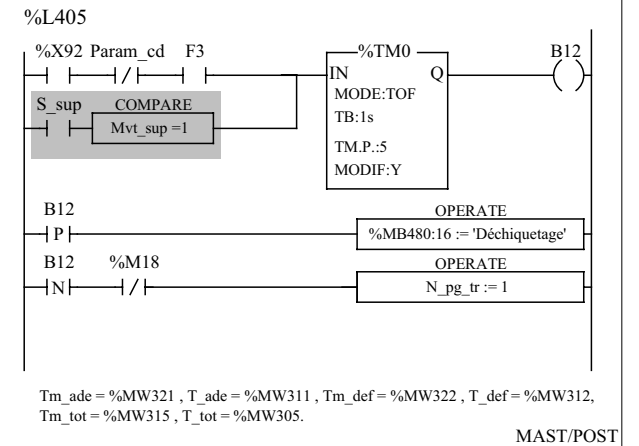 %L405
%X92 Param_cd F3 %TM0 B12
IN Q
MODE:TOF
S_sup COMPARE
TB:1s
Mvt_sup =1
TM.P.:5
MODIF:Y
B12 OPERATE
P %MB480:16 := 'Déchiquetage'
B12 %M18 OPERATE
N N_pg_tr := 1
Tm_ade = %MW321 , T_ade = %MW311 , Tm_def = %MW322 , T_def = %MW312,
Tm_tot = %MW315 , T_tot = %MW305.
MAST/POST